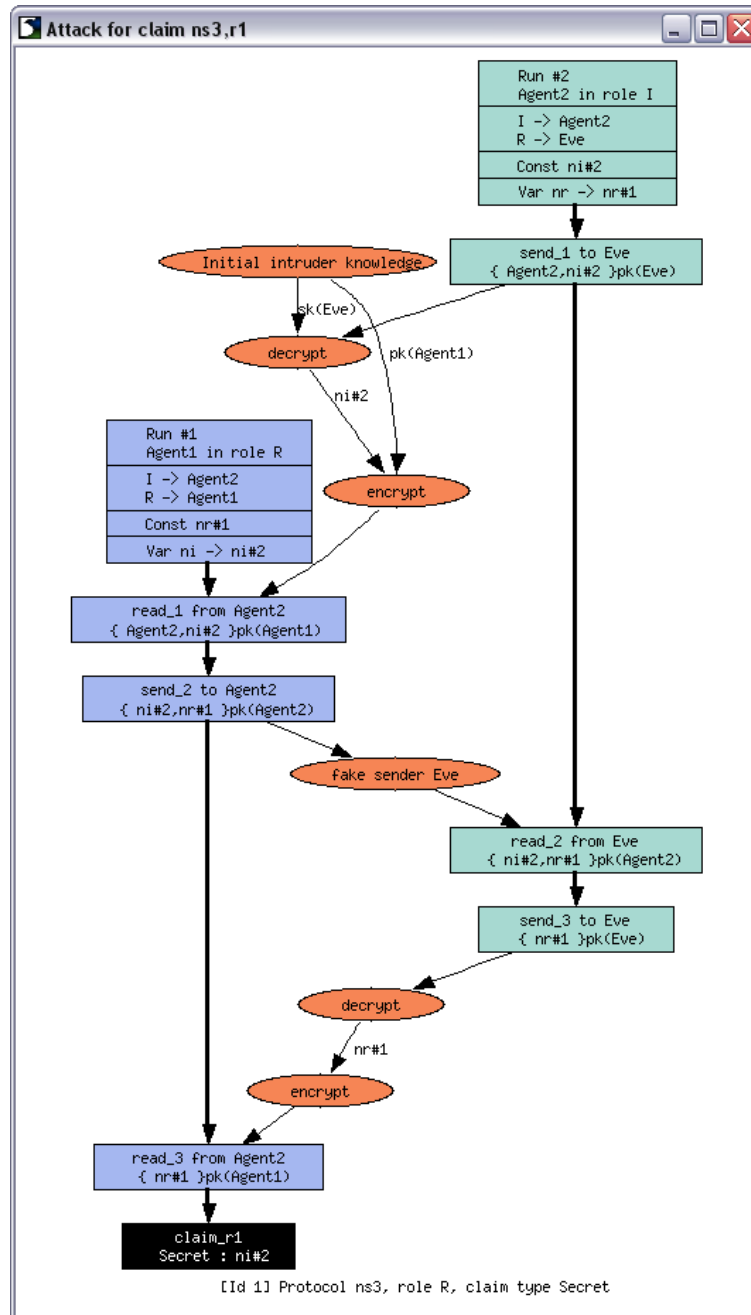 Attack for claim ns3,r1
Run #2
Agent2 in role I
I -> Agent2
R -> Eve
Const ni#2
Var nr -> nr#1
send_1 to Eve
{ Agent2,ni#2 }pk(Eve)
Initial intruder knowledge
sk(Eve)
decrypt
pk(Agent1)
ni#2
Run #1
Agent1 in role R
I -> Agent2
R -> Agent1
Const nr#1
Var ni -> ni#2
encrypt
read_1 from Agent2
{ Agent2,ni#2 }pk(Agent1)
send_2 to Agent2
{ ni#2,nr#1 }pk(Agent2)
fake sender Eve
read_2 from Eve
{ ni#2,nr#1 }pk(Agent2)
send_3 to Eve
{ nr#1 }pk(Eve)
decrypt
nr#1
encrypt
read_3 from Agent2
{ nr#1 }pk(Agent1)
claim_r1
Secret : ni#2
[Id 1] Protocol ns3, role R, claim type Secret